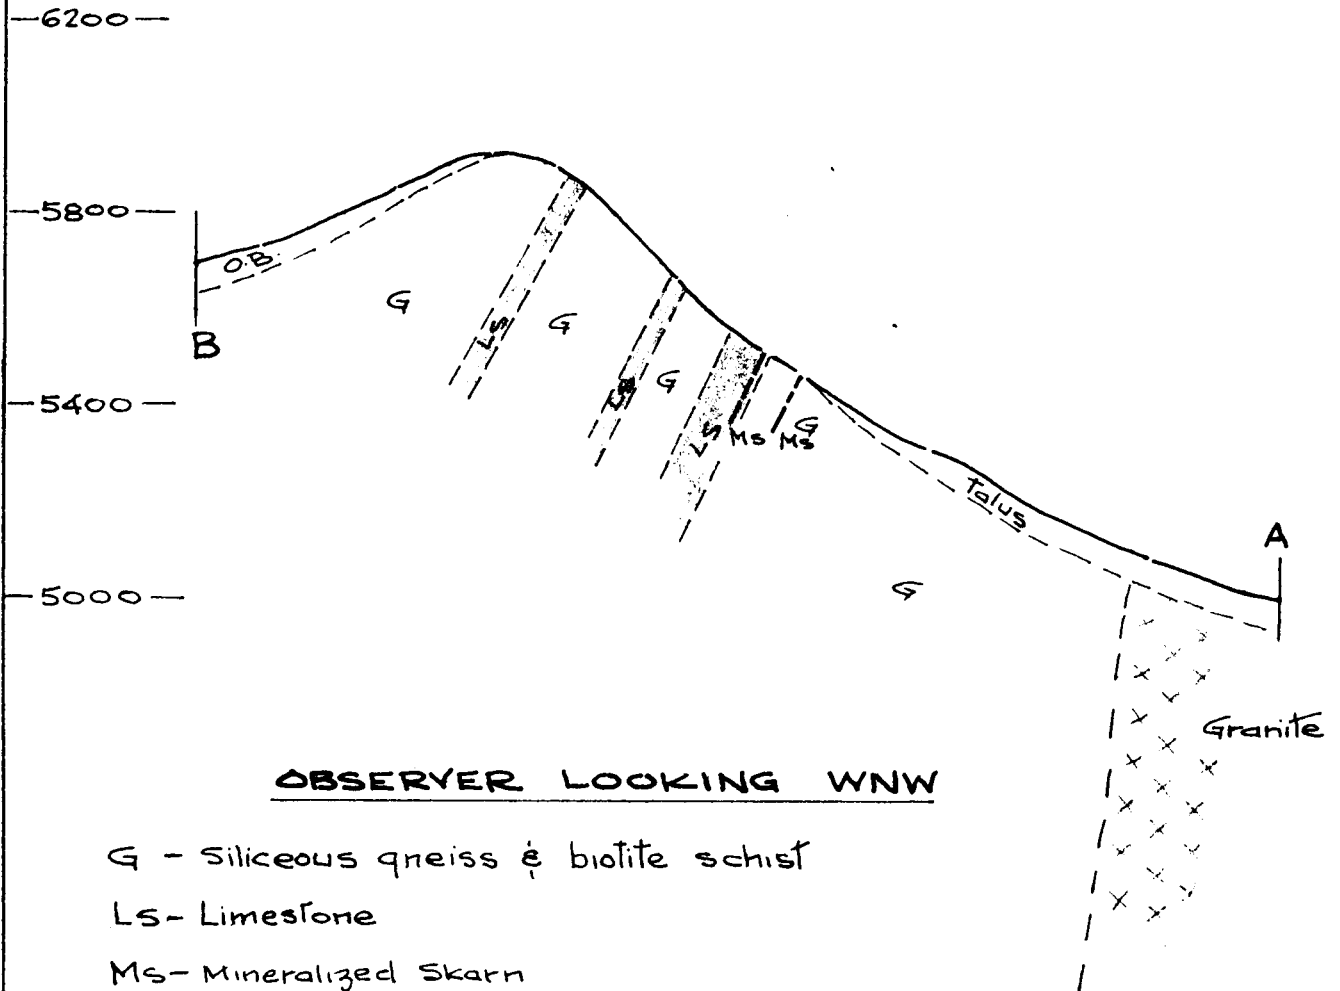 6200
5800
O.B.
G
G
LS
B
LS
G
5400
LS
Ms
Ms
G
talus
A
5000
G
Granite
OBSERVER LOOKING WNW
G - Siliceous gneiss & biotite schist
LS - Limestone
Ms - Mineralized Skarn